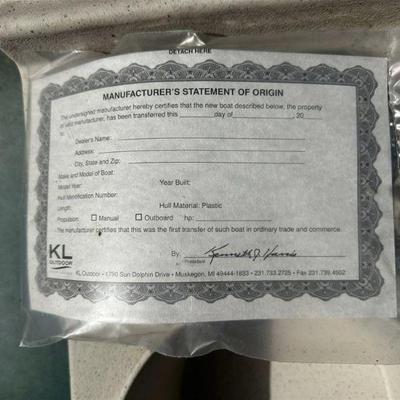 DETACH HERE
MANUFACTURER'S STATEMENT OF ORIGIN
The undersigned manufacturer hereby certifies that the new boat described below, the property
of said manufacturer, has been transferred this day of , 20
to:
Dealer's Name:
Address:
City, State and Zip:
Make and Model of Boat:
Model Year: Year Built:
Hull Identification Number:
Length: Hull Material: Plastic
Propulsion: Manual Outboard hp:
The manufacturer certifies that this was the first transfer of such boat in ordinary trade and commerce.
KL
OUTDOOR
By: Kenneth J. Harris
President
KL Outdoor • 1790 Sun Dolphin Drive • Muskegon, MI 49444-1833 • 231.733.2725 • Fax 231.739.4502